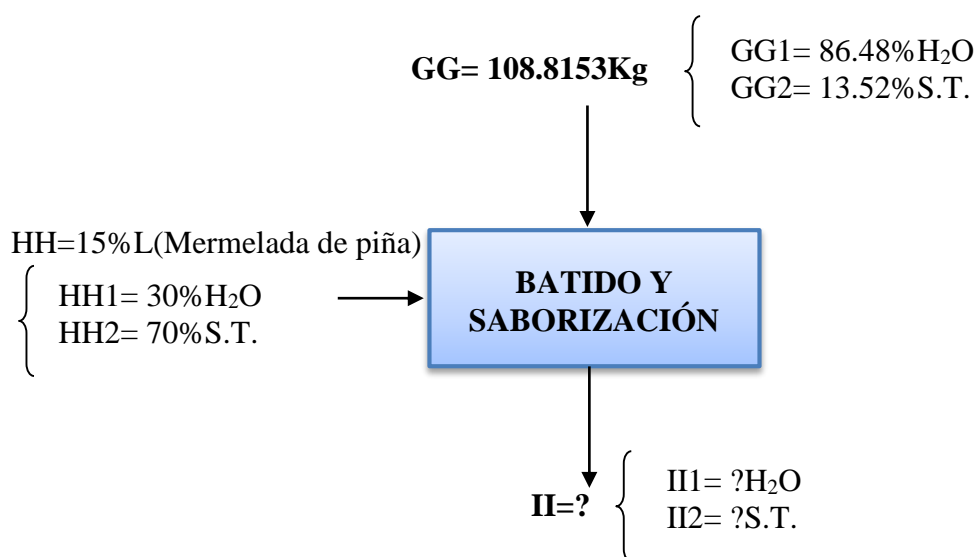 GG= 108.8153Kg
GG1= 86.48%H₂O
GG2= 13.52%S.T.
HH=15%L(Mermelada de piña)
HH1= 30%H₂O
HH2= 70%S.T.
BATIDO Y
SABORIZACIÓN
II=?
II1= ?H₂O
II2= ?S.T.